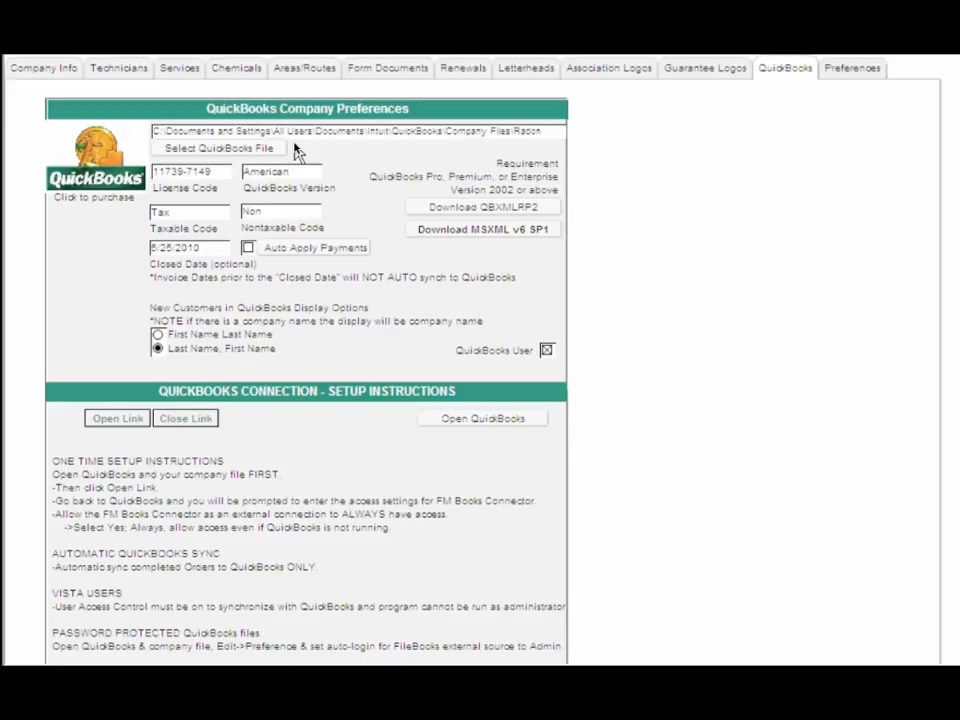 Company Info Technicians Services Chemicals Areas/Routes Form Documents Renewals Letterheads Association Logos Guarantee Logos QuickBooks Preferences
QuickBooks Company Preferences
C:\Documents and Settings\All Users\Documents\Intuit\QuickBooks\Company Files\Radon
Select QuickBooks File
QuickBooks
Click to purchase
11739-7149 American
License Code QuickBooks Version
Requirement
QuickBooks Pro, Premium, or Enterprise
Version 2002 or above
Download QBXMLRP2
Download MSXML v6 SP1
Tax Non
Taxable Code Nontaxable Code
5/25/2010 Auto Apply Payments
Closed Date (optional)
*Invoice Dates prior to the "Closed Date" will NOT AUTO synch to QuickBooks
New Customers in QuickBooks Display Options
*NOTE if there is a company name the display will be company name
First Name Last Name
Last Name, First Name
QuickBooks User
QUICKBOOKS CONNECTION - SETUP INSTRUCTIONS
Open Link Close Link Open QuickBooks
ONE TIME SETUP INSTRUCTIONS
Open QuickBooks and your company file FIRST.
-Then click Open Link.
-Go back to QuickBooks and you will be prompted to enter the access settings for FM Books Connector.
-Allow the FM Books Connector as an external connection to ALWAYS have access.
->Select Yes; Always, allow access even if QuickBooks is not running.
AUTOMATIC QUICKBOOKS SYNC
-Automatic sync completed Orders to QuickBooks ONLY.
VISTA USERS
-User Access Control must be on to synchronize with QuickBooks and program cannot be run as administrator
PASSWORD PROTECTED QuickBooks files.
Open QuickBooks & company file, Edit->Preference & set auto-login for FileBooks external source to Admin.